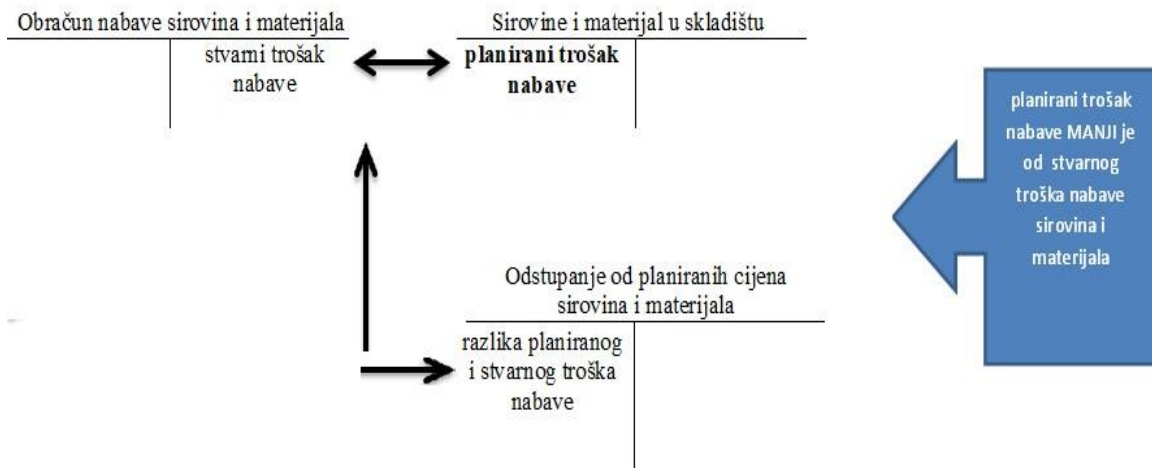 Obračun nabave sirovina i materijala
stvarni trošak
nabave
Sirovine i materijal u skladištu
planirani trošak
nabave
planirani trošak
nabave MANJI je
od stvarnog
troška nabave
sirovina i
materijala
Odstupanje od planiranih cijena
sirovina i materijala
razlika planiranog
i stvarnog troška
nabave